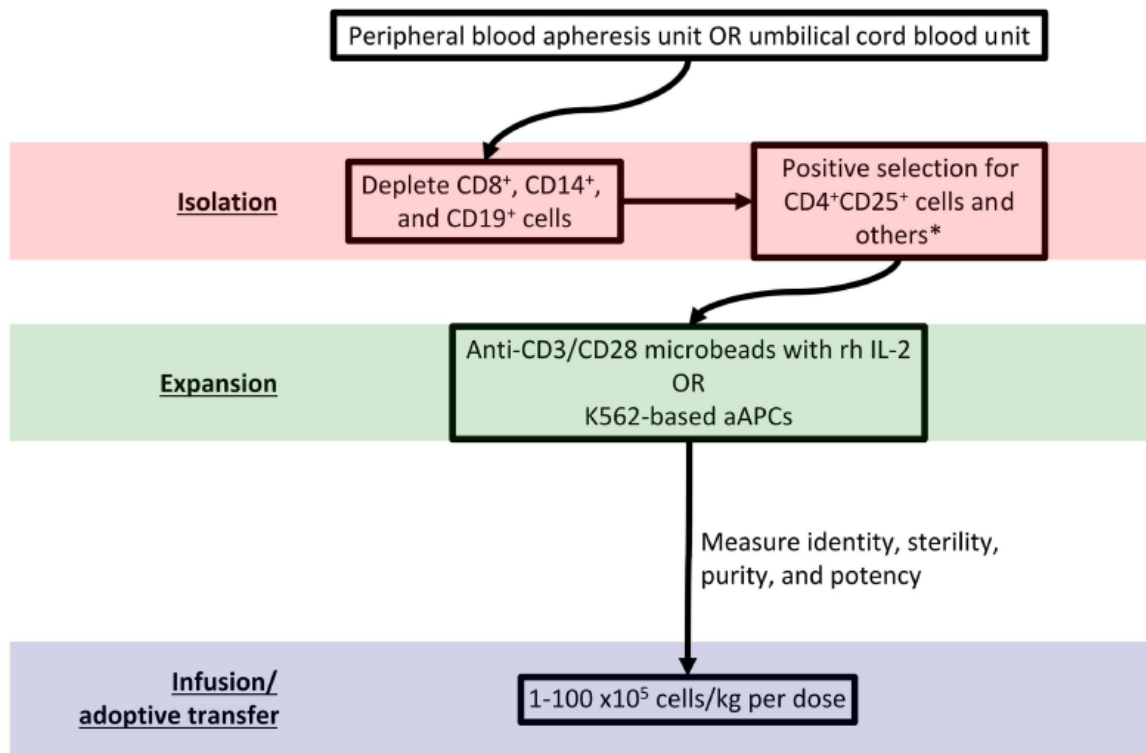 Peripheral blood apheresis unit OR umbilical cord blood unit
Isolation
Deplete CD8⁺, CD14⁺,
and CD19⁺ cells
Positive selection for
CD4⁺CD25⁺ cells and
others*
Expansion
Anti-CD3/CD28 microbeads with rh IL-2
OR
K562-based aAPCs
Measure identity, sterility,
purity, and potency
Infusion/
adoptive transfer
1-100 x10⁵ cells/kg per dose